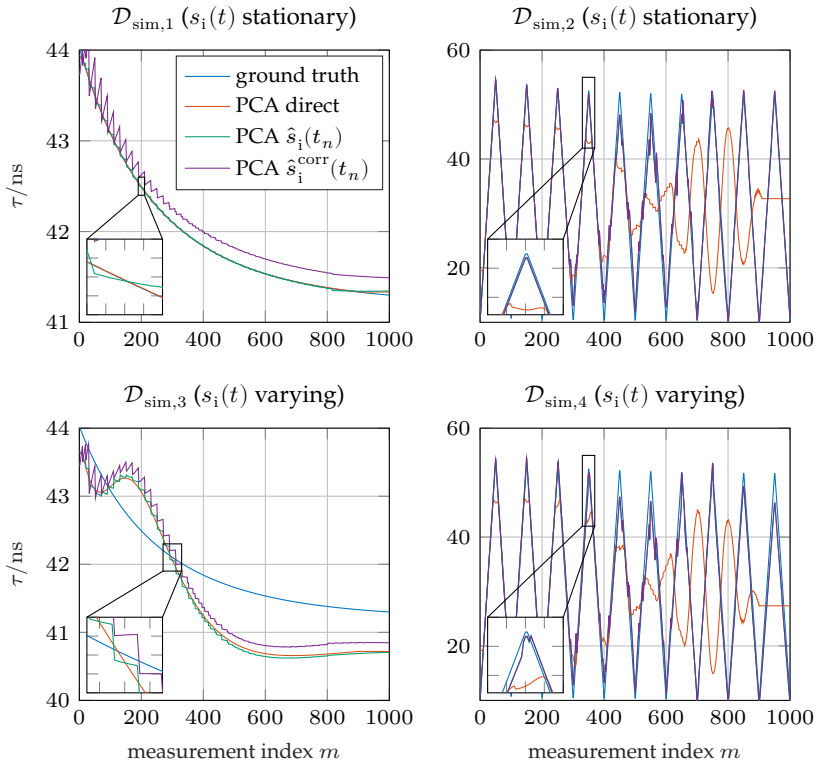 𝒟sim,1 (si(t) stationary)
𝒟sim,2 (si(t) stationary)
44
43
42
41
τ/ns
ground truth
PCA direct
PCA ŝi(tn)
PCA ŝi^corr(tn)
0 200 400 600 800 1000
60
40
20
0 200 400 600 800 1000
𝒟sim,3 (si(t) varying)
𝒟sim,4 (si(t) varying)
44
43
42
41
40
τ/ns
0 200 400 600 800 1000
measurement index m
60
40
20
0 200 400 600 800 1000
measurement index m